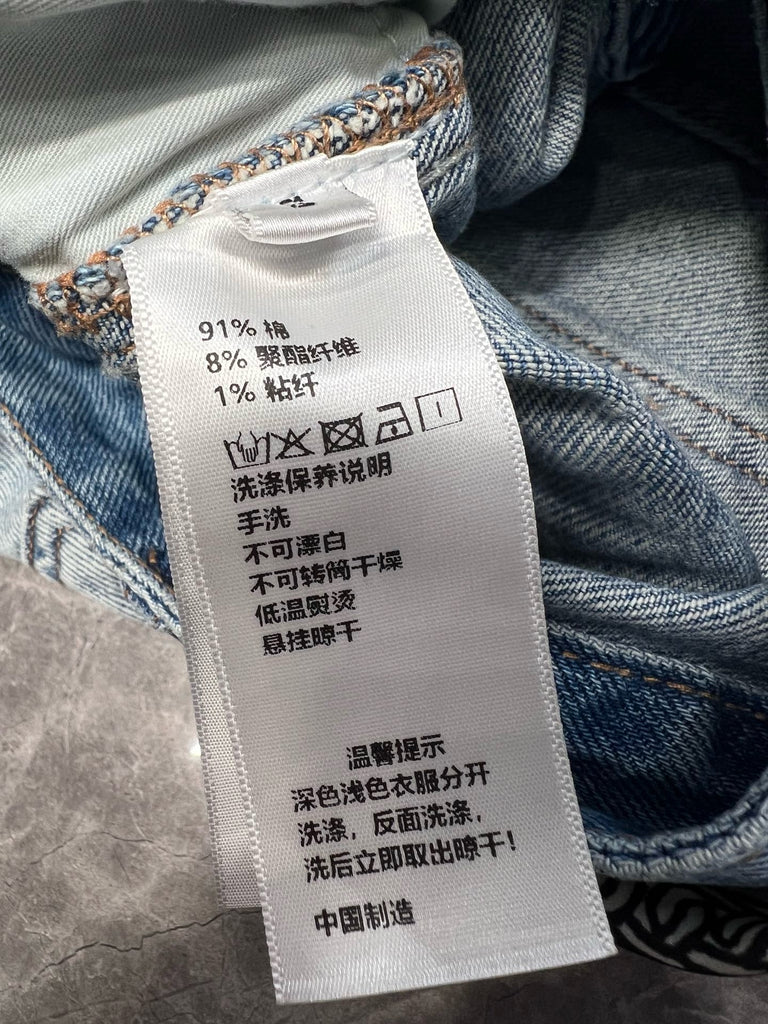 91% 棉
8% 聚酯纤维
1% 粘纤
洗涤保养说明
手洗
不可漂白
不可转筒干燥
低温熨烫
悬挂晾干
温馨提示
深色浅色衣服分开
洗涤，反面洗涤，
洗后立即取出晾干！
中国制造